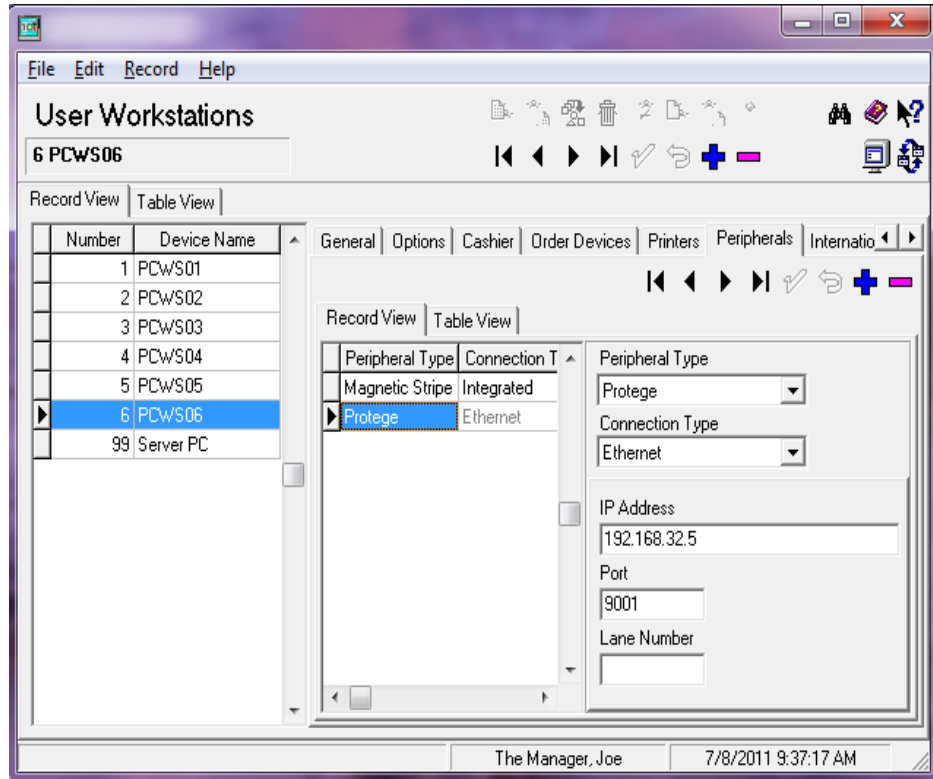 File Edit Record Help
User Workstations
6 PCWS06
Record View Table View
Number Device Name
1 PCWS01
2 PCWS02
3 PCWS03
4 PCWS04
5 PCWS05
6 PCWS06
99 Server PC
General Options Cashier Order Devices Printers Peripherals Internatio
Record View Table View
Peripheral Type Connection T
Magnetic Stripe Integrated
Protege Ethernet
Peripheral Type
Protege
Connection Type
Ethernet
IP Address
192.168.32.5
Port
9001
Lane Number
The Manager, Joe 7/8/2011 9:37:17 AM